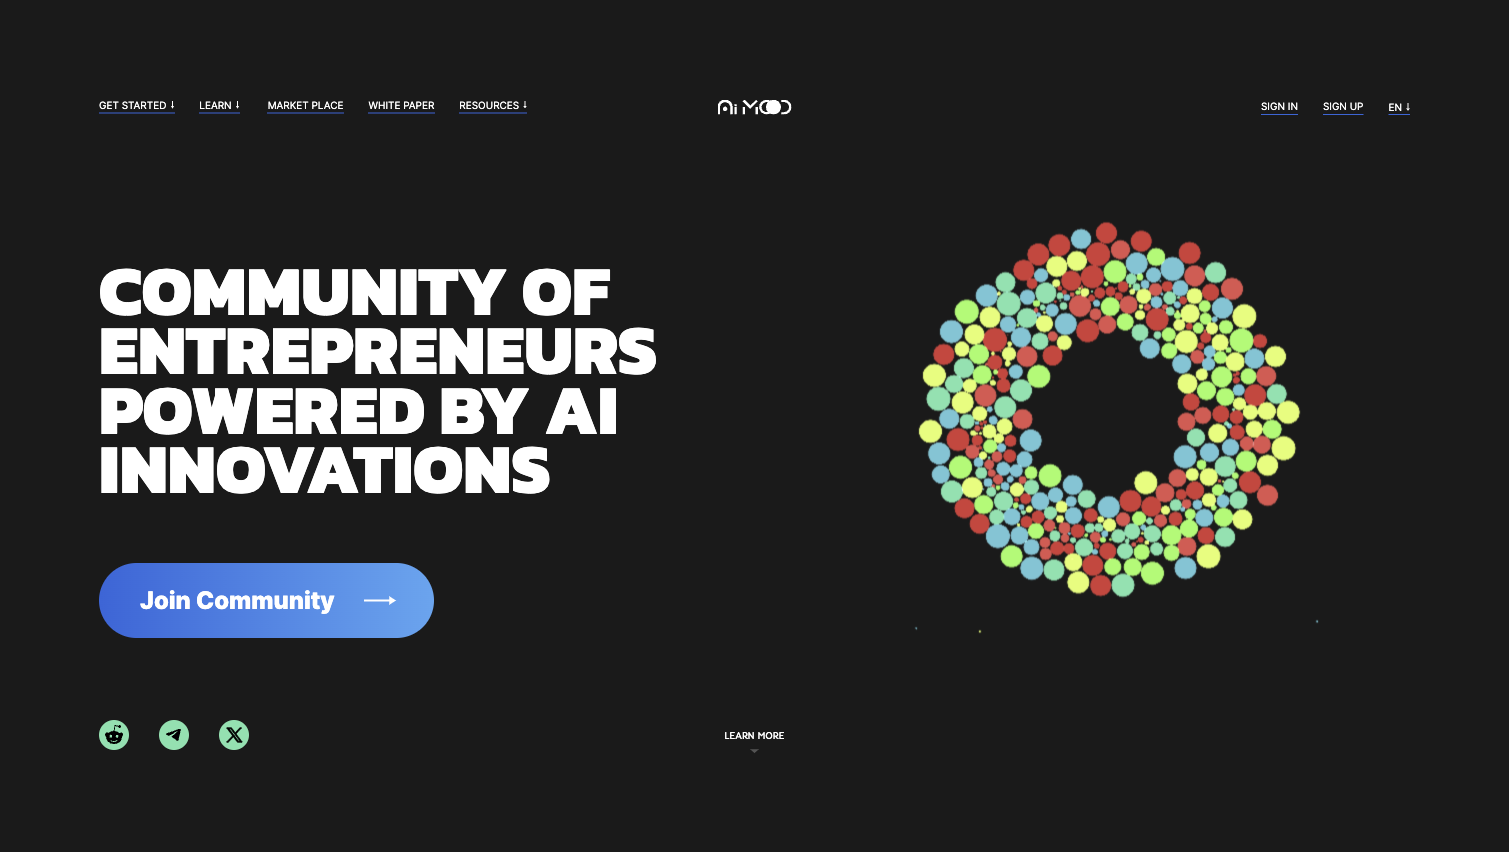 GET STARTED ↓
LEARN ↓
MARKET PLACE
WHITE PAPER
RESOURCES ↓
Ai MOOD
SIGN IN
SIGN UP
EN ↓
COMMUNITY OF
ENTREPRENEURS
POWERED BY AI
INNOVATIONS
Join Community
LEARN MORE